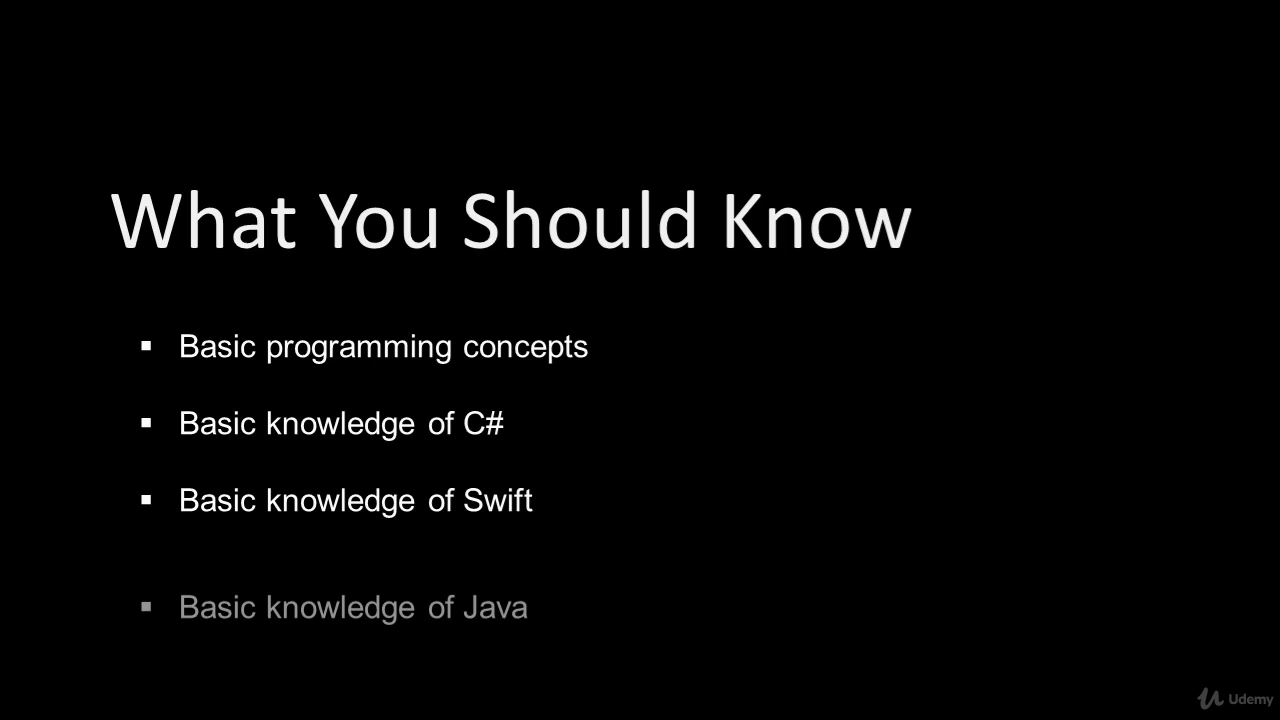 What You Should Know
▪ Basic programming concepts
▪ Basic knowledge of C#
▪ Basic knowledge of Swift
▪ Basic knowledge of Java
Udemy